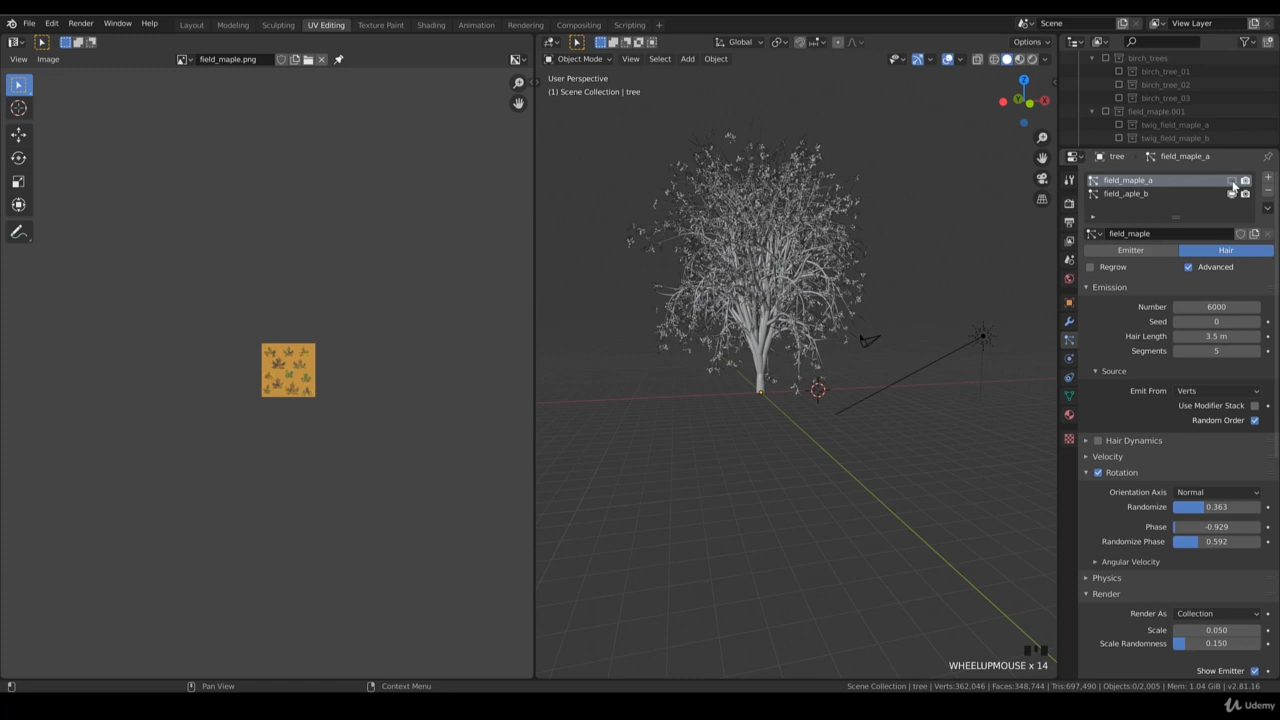 File Edit Render Window Help Layout Modeling Sculpting UV Editing Texture Paint Shading Animation Rendering Compositing Scripting + Scene View Layer
View Image field_maple.png
Global Options
Object Mode View Select Add Object
User Perspective
(1) Scene Collection | tree
Z
Y
X
birch_trees
birch_tree_01
birch_tree_02
birch_tree_03
field_maple.001
twig_field_maple_a
twig_field_maple_b
tree field_maple_a
field_maple_a
field_.aple_b
field_maple
Emitter Hair
Regrow Advanced
Emission
Number 6000
Seed 0
Hair Length 3.5 m
Segments 5
Source
Emit From Verts
Use Modifier Stack
Random Order
Hair Dynamics
Velocity
Rotation
Orientation Axis Normal
Randomize 0.363
Phase -0.929
Randomize Phase 0.592
Angular Velocity
Physics
Render
Render As Collection
Scale 0.050
Scale Randomness 0.150
Show Emitter
WHEELUPMOUSE x 14
Pan View Context Menu Scene Collection | tree | Verts:362,046 | Faces:348,744 | Tris:697,490 | Objects:0/2,005 | Mem: 1.04 GiB | v2.81.16
Udemy